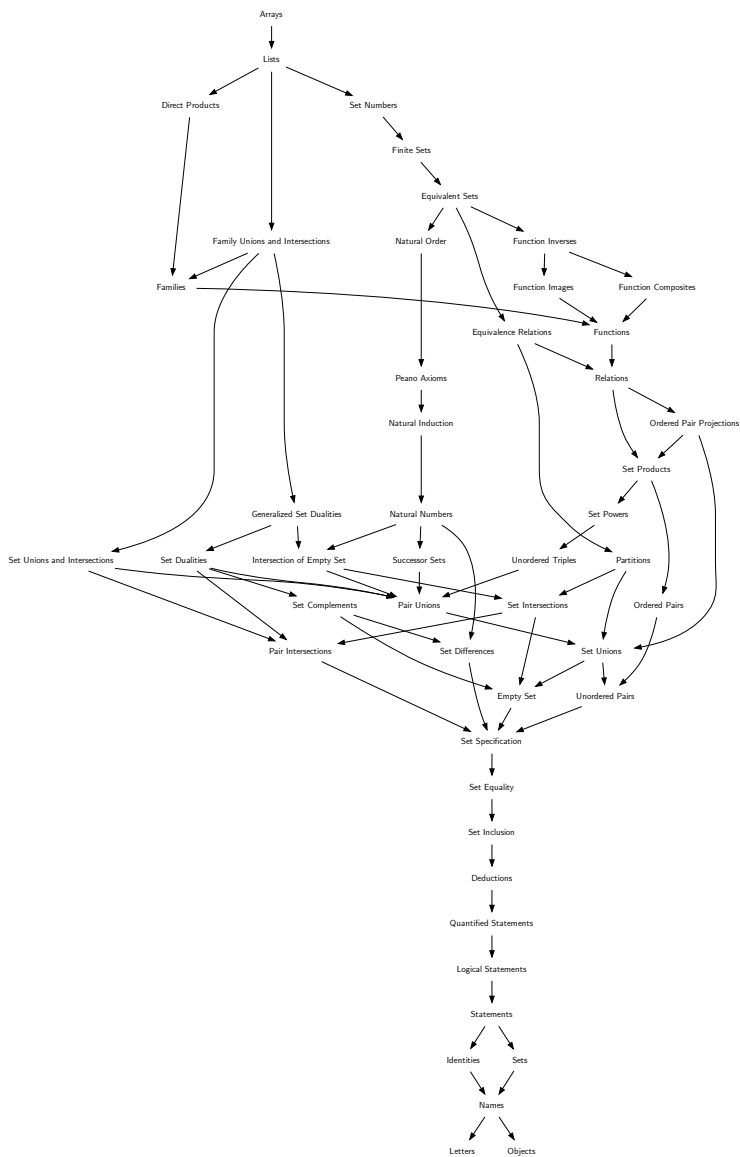 Arrays
Lists
Direct Products
Set Numbers
Finite Sets
Equivalent Sets
Family Unions and Intersections
Natural Order
Function Inverses
Families
Function Images
Function Composites
Equivalence Relations
Functions
Peano Axioms
Relations
Natural Induction
Ordered Pair Projections
Set Products
Generalized Set Dualities
Natural Numbers
Set Powers
Set Unions and Intersections
Set Dualities
Intersection of Empty Set
Successor Sets
Unordered Triples
Partitions
Set Complements
Pair Unions
Set Intersections
Ordered Pairs
Pair Intersections
Set Differences
Set Unions
Empty Set
Unordered Pairs
Set Specification
Set Equality
Set Inclusion
Deductions
Quantified Statements
Logical Statements
Statements
Identities
Sets
Names
Letters
Objects